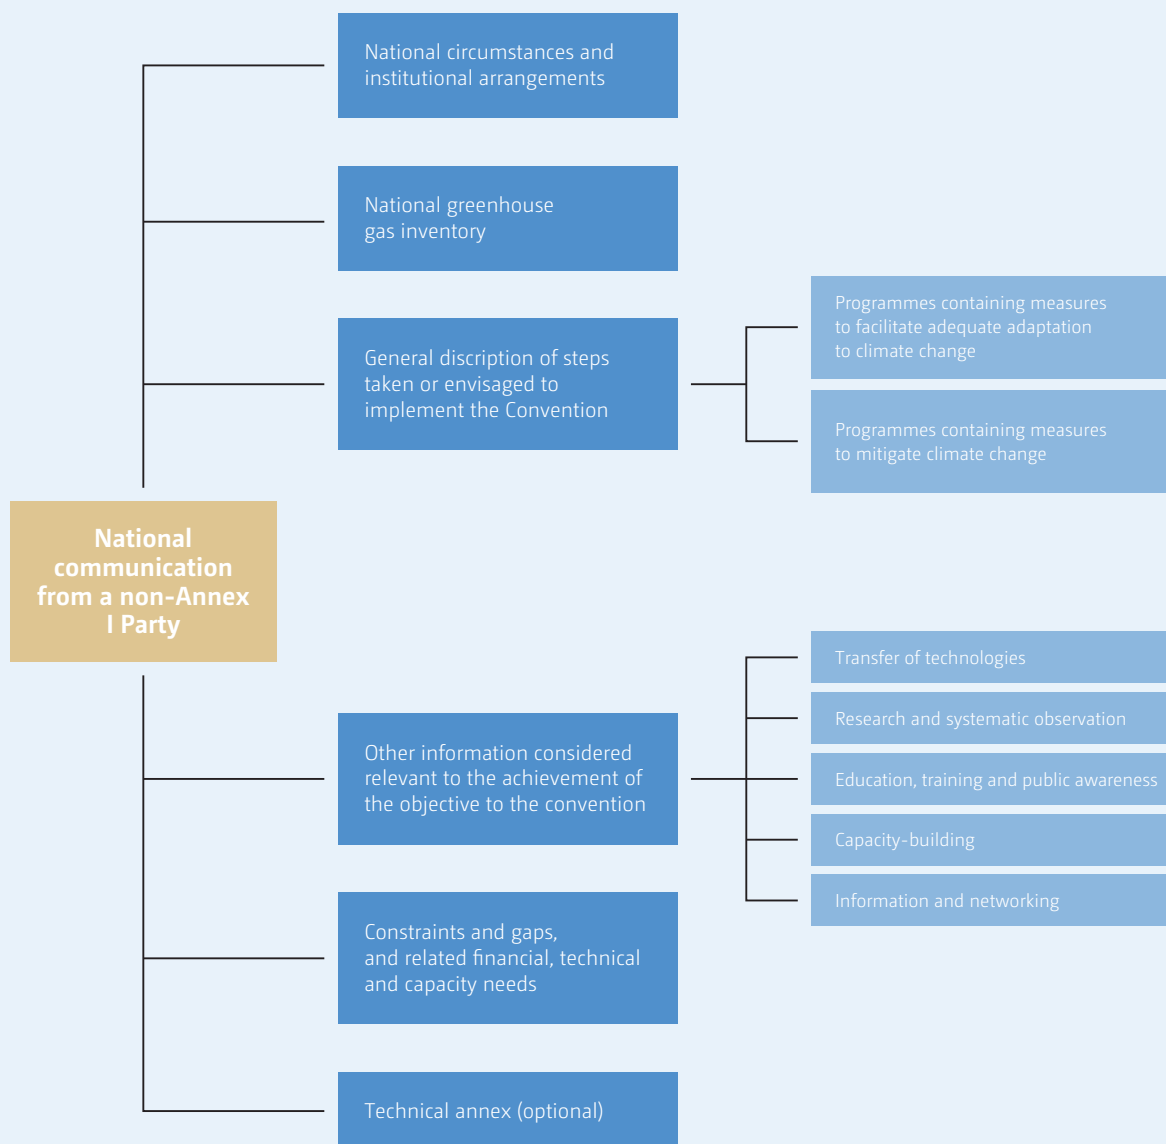 National circumstances and
institutional arrangements
National greenhouse
gas inventory
General discription of steps
taken or envisaged to
implement the Convention
Programmes containing measures
to facilitate adequate adaptation
to climate change
Programmes containing measures
to mitigate climate change
National
communication
from a non-Annex
I Party
Other information considered
relevant to the achievement of
the objective to the convention
Transfer of technologies
Research and systematic observation
Education, training and public awareness
Capacity-building
Information and networking
Constraints and gaps,
and related financial, technical
and capacity needs
Technical annex (optional)